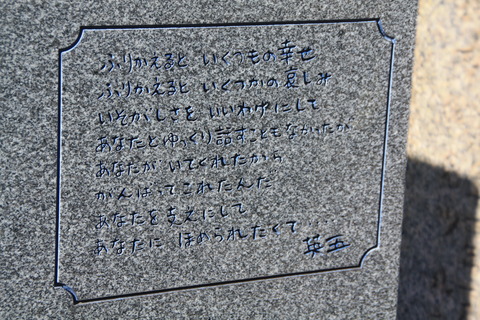 ふりかえると いくつもの幸せ
ふりかえると いくつかの哀しみ
いそがしさを いいわけにして
あなたとゆっくり話すこともなかったが
あなたが いてくれたから
がんばってこれたんだ
あなたを支えにして
あなたに ほめられたくて....
英五